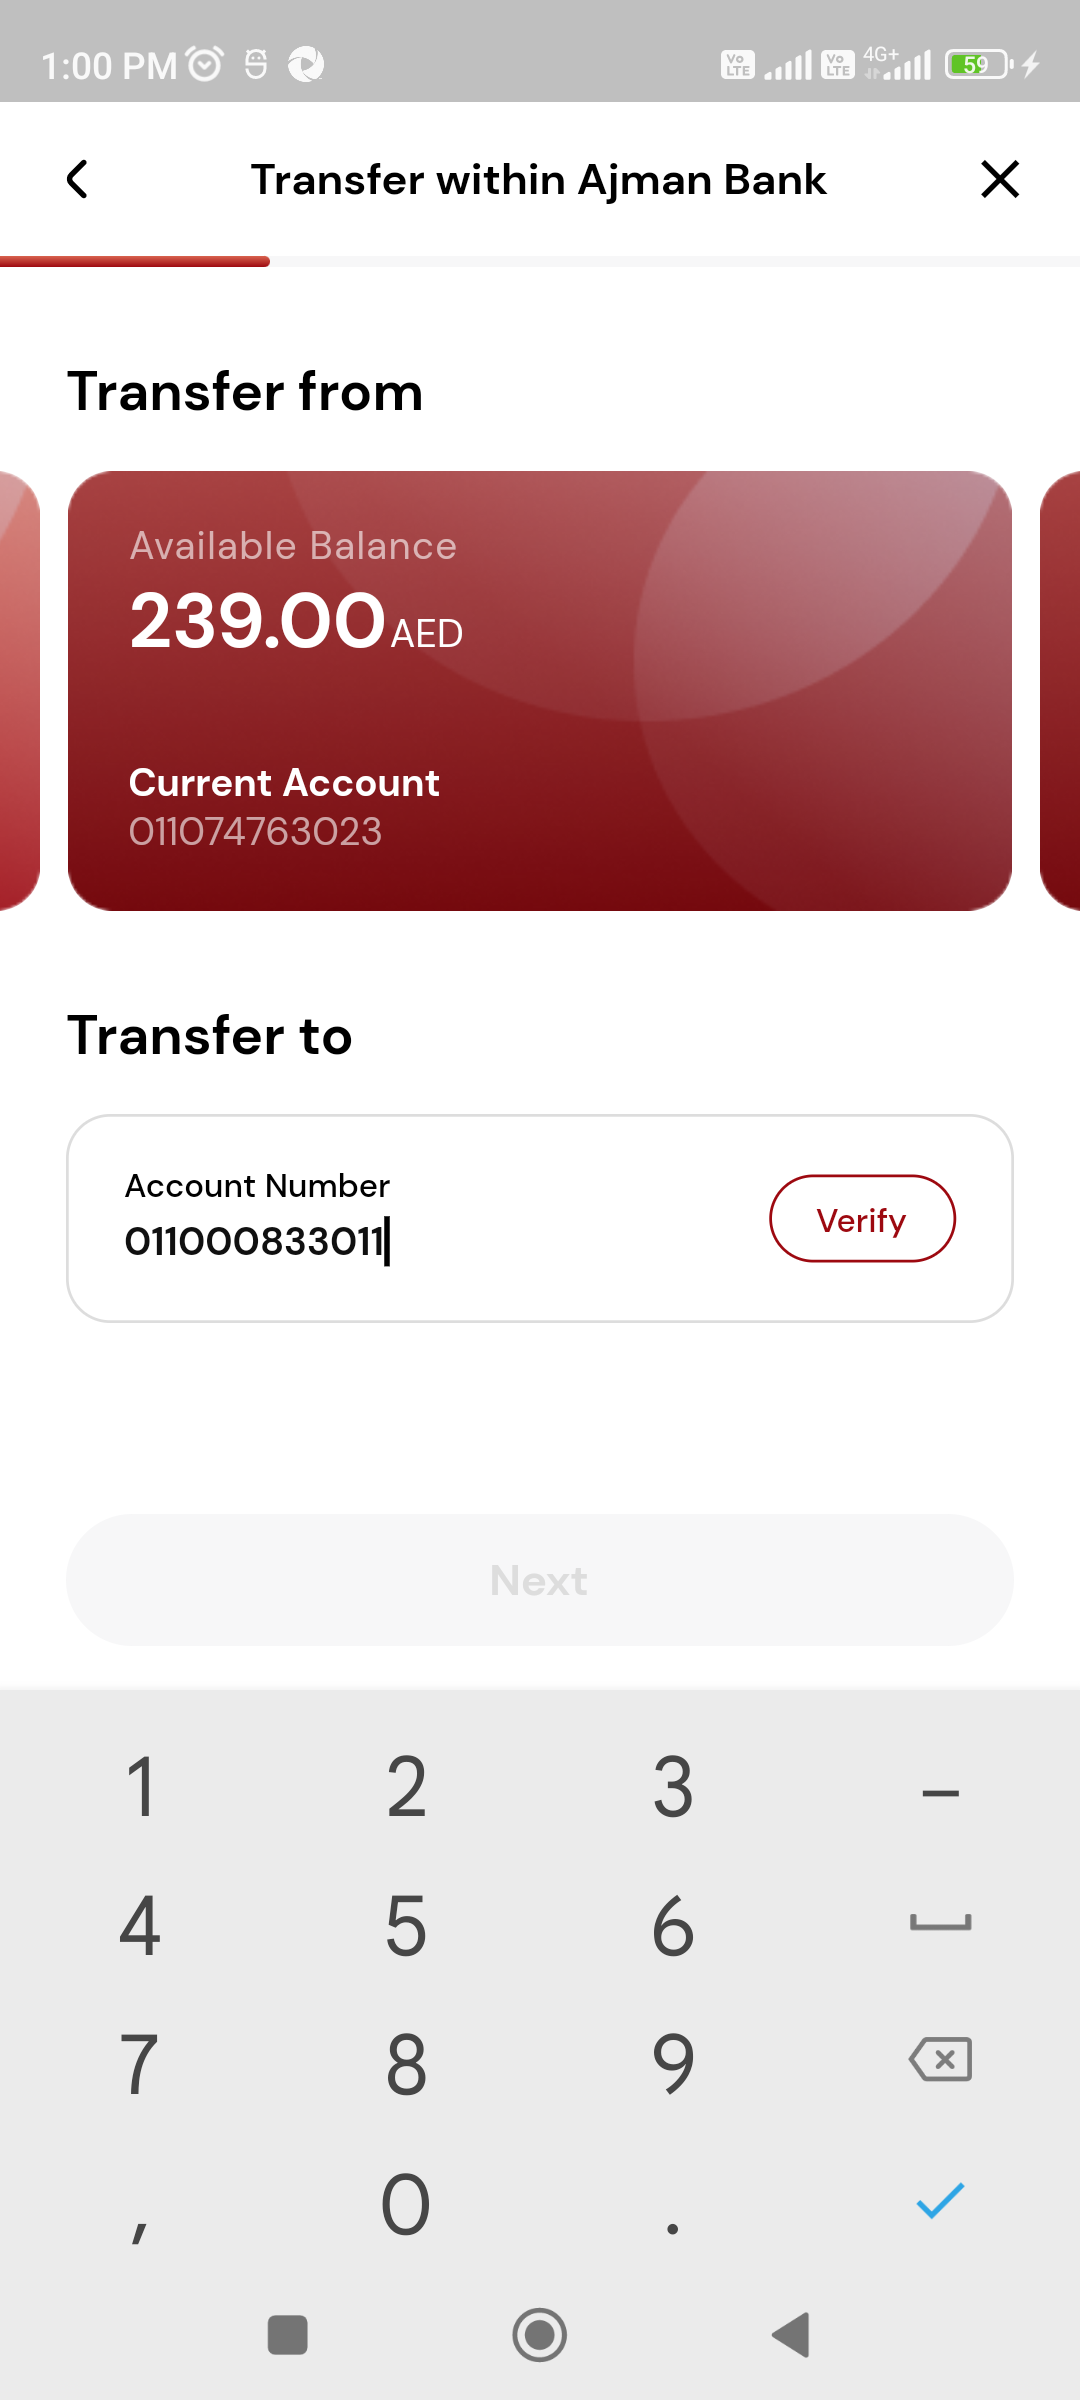 1:00 PM
Vo LTE
Vo LTE
4G+
59
Transfer within Ajman Bank
Transfer from
Available Balance
239.00 AED
Current Account
011074763023
Transfer to
Account Number
011000833011
Verify
Next
1 2 3 –
4 5 6
7 8 9
, 0 .